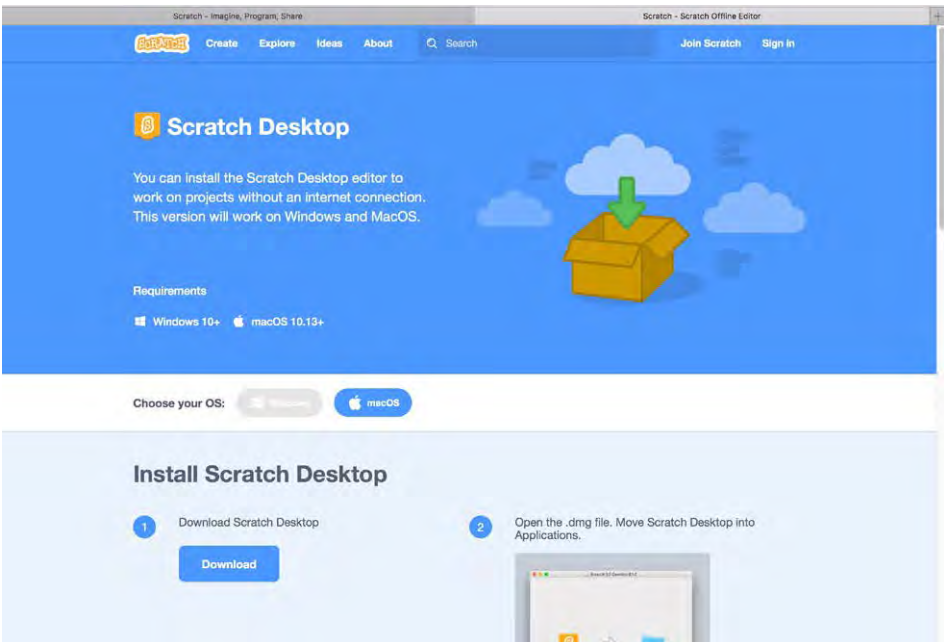 Scratch - Imagine, Program, Share
Scratch - Scratch Offline Editor
SCRATCH Create Explore Ideas About Search Join Scratch Sign in
Scratch Desktop
You can install the Scratch Desktop editor to
work on projects without an internet connection.
This version will work on Windows and MacOS.
Requirements
Windows 10+ macOS 10.13+
Choose your OS: macOS
Install Scratch Desktop
1 Download Scratch Desktop
Download
2 Open the .dmg file. Move Scratch Desktop into
Applications.